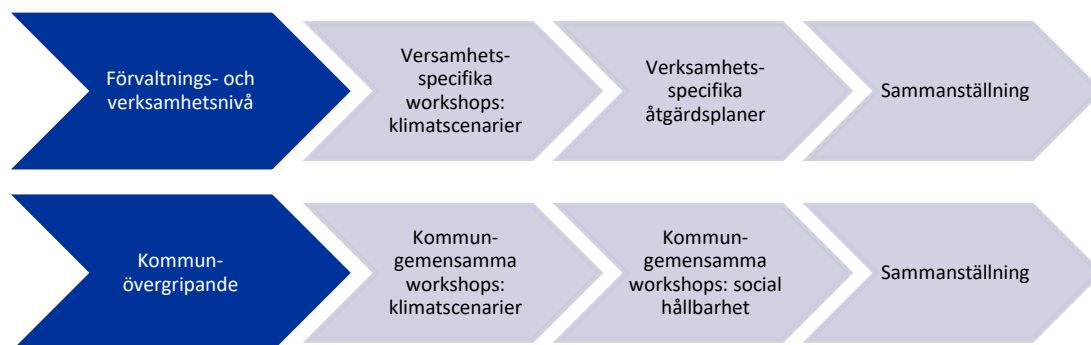 Förvaltnings- och
verksamhetsnivå
Versamhets-
specifika
workshops:
klimatscenarier
Verksamhets-
specifika
åtgärdsplaner
Sammanställning
Kommun-
övergripande
Kommun-
gemensamma
workshops:
klimatscenarier
Kommun-
gemensamma
workshops: social
hållbarhet
Sammanställning